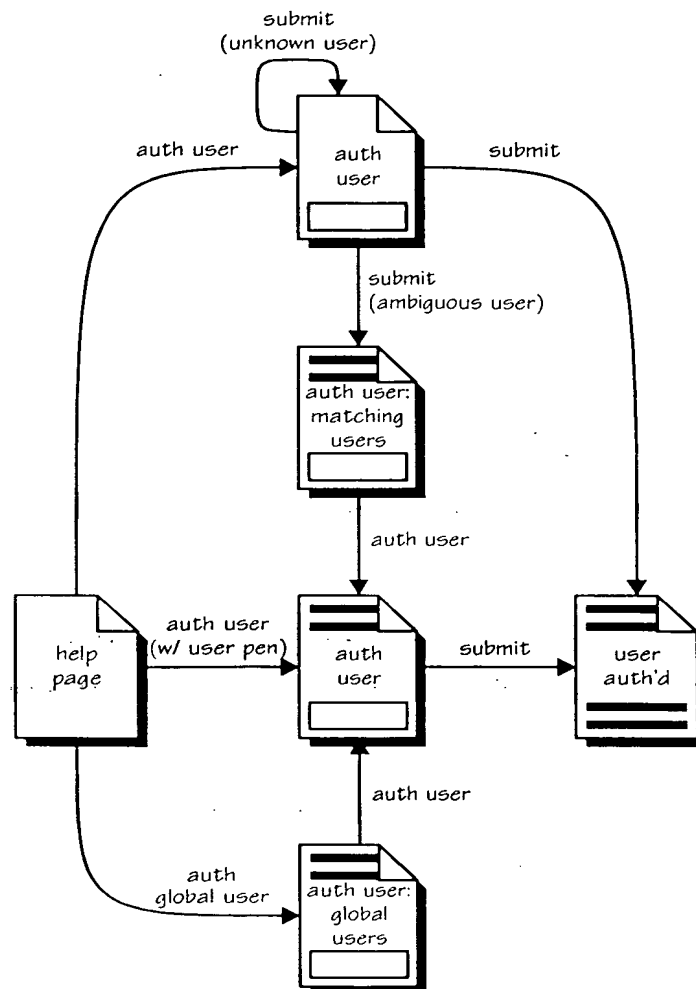 submit
(unknown user)
auth user
auth
user
submit
submit
(ambiguous user)
auth user:
matching
users
auth user
help
page
auth user
(w/ user pen)
auth
user
submit
user
auth'd
auth user
auth
global user
auth user:
global
users